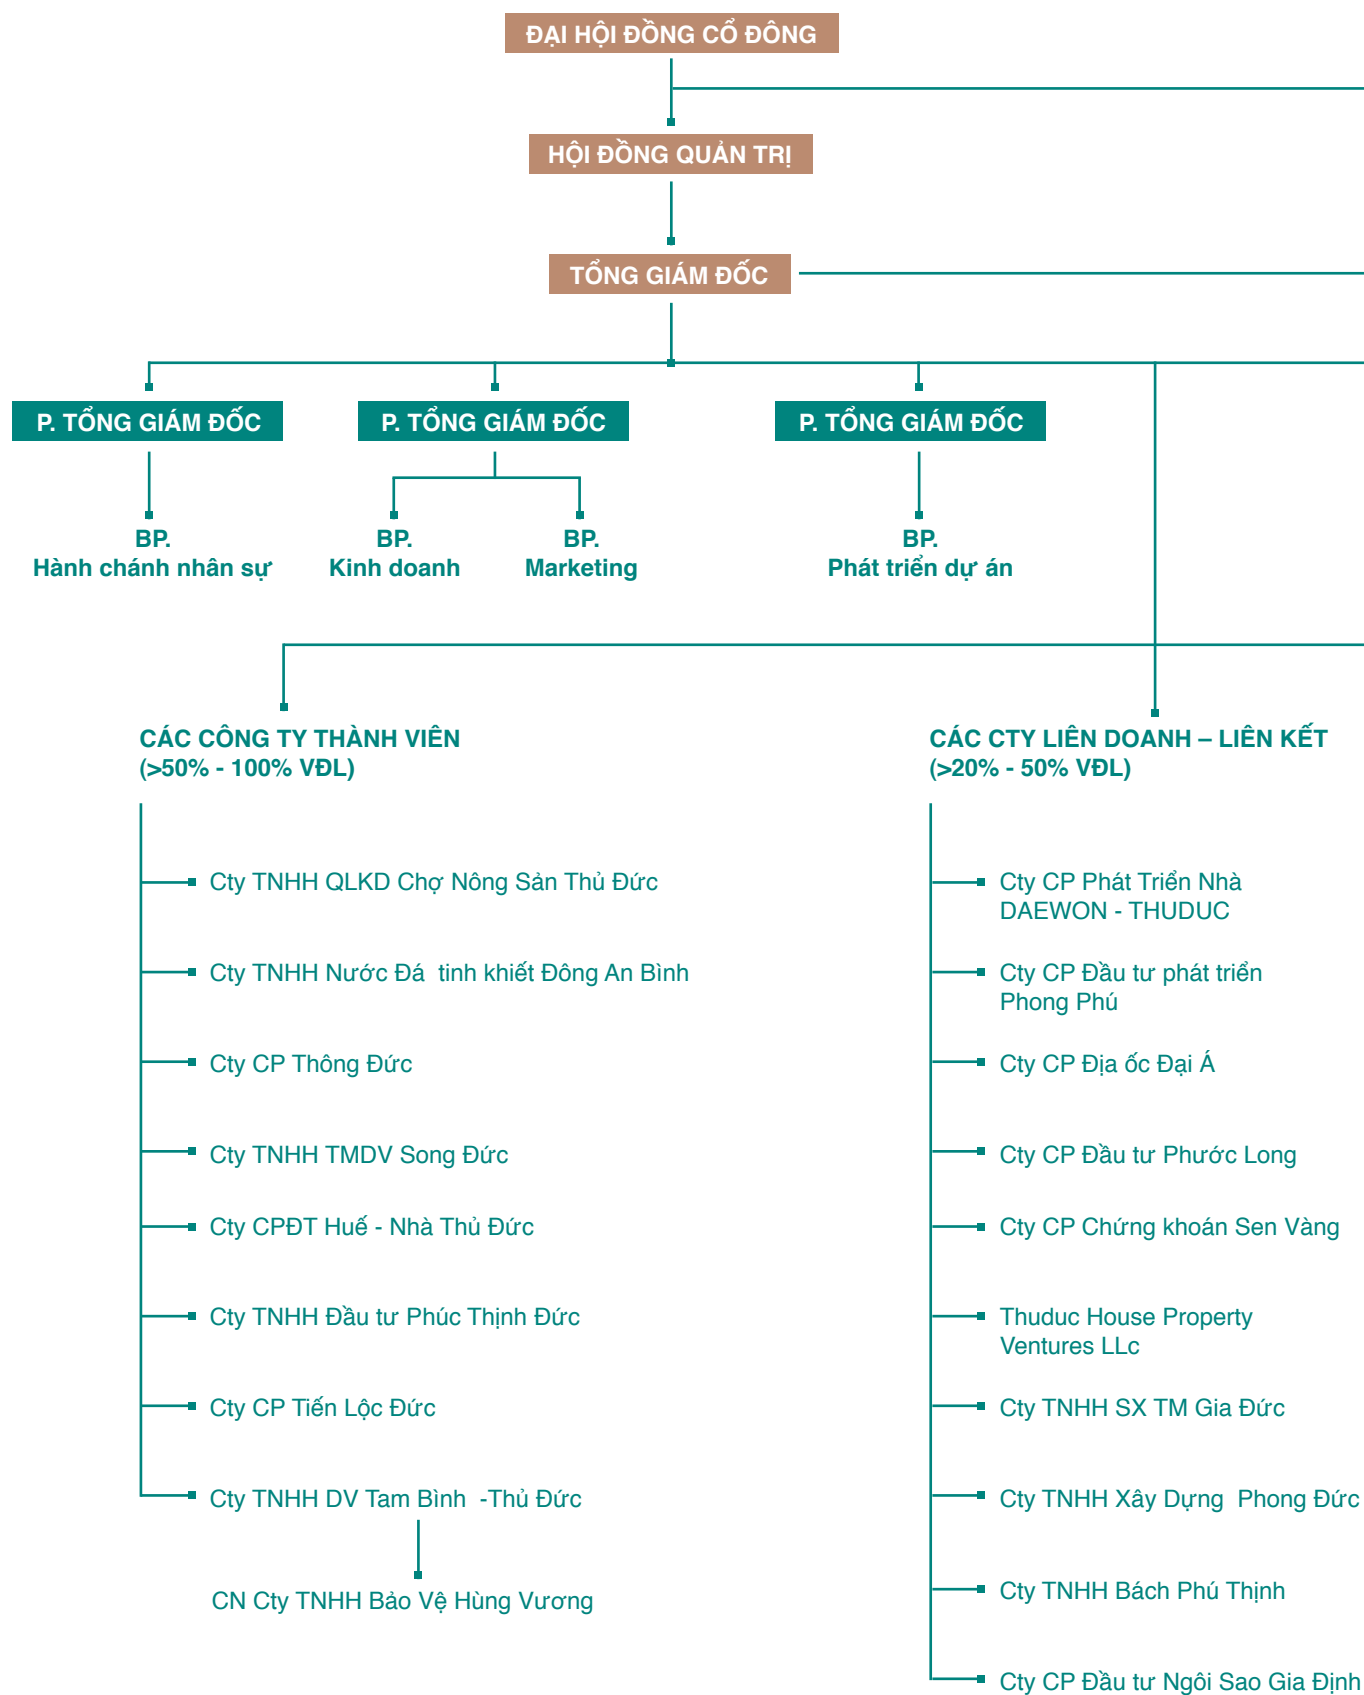 ĐẠI HỘI ĐỒNG CỔ ĐÔNG
HỘI ĐỒNG QUẢN TRỊ
TỔNG GIÁM ĐỐC
P. TỔNG GIÁM ĐỐC
P. TỔNG GIÁM ĐỐC
P. TỔNG GIÁM ĐỐC
BP.
Hành chánh nhân sự
BP.
Kinh doanh
BP.
Marketing
BP.
Phát triển dự án
CÁC CÔNG TY THÀNH VIÊN
(>50% - 100% VĐL)
Cty TNHH QLKD Chợ Nông Sản Thủ Đức
Cty TNHH Nước Đá  tinh khiết Đông An Bình
Cty CP Thông Đức
Cty TNHH TMDV Song Đức
Cty CPĐT Huế - Nhà Thủ Đức
Cty TNHH Đầu tư Phúc Thịnh Đức
Cty CP Tiến Lộc Đức
Cty TNHH DV Tam Bình  -Thủ Đức
CN Cty TNHH Bảo Vệ Hùng Vương
CÁC CTY LIÊN DOANH – LIÊN KẾT
(>20% - 50% VĐL)
Cty CP Phát Triển Nhà
DAEWON - THUDUC
Cty CP Đầu tư phát triển
Phong Phú
Cty CP Địa ốc Đại Á
Cty CP Đầu tư Phước Long
Cty CP Chứng khoán Sen Vàng
Thuduc House Property
Ventures LLc
Cty TNHH SX TM Gia Đức
Cty TNHH Xây Dựng  Phong Đức
Cty TNHH Bách Phú Thịnh
Cty CP Đầu tư Ngôi Sao Gia Định